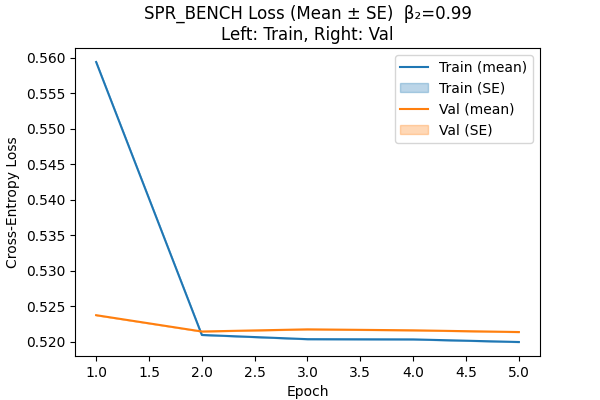 SPR_BENCH Loss (Mean ± SE)  β₂=0.99
Left: Train, Right: Val
Cross-Entropy Loss
0.560
0.555
0.550
0.545
0.540
0.535
0.530
0.525
0.520
Train (mean)
Train (SE)
Val (mean)
Val (SE)
1.0 1.5 2.0 2.5 3.0 3.5 4.0 4.5 5.0
Epoch